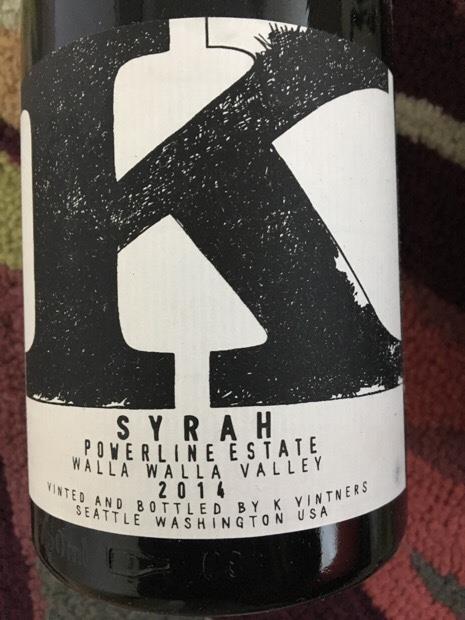 K
SYRAH
POWERLINE ESTATE
WALLA WALLA VALLEY
2014
VINTED AND BOTTLED BY K VINTNERS
SEATTLE WASHINGTON USA